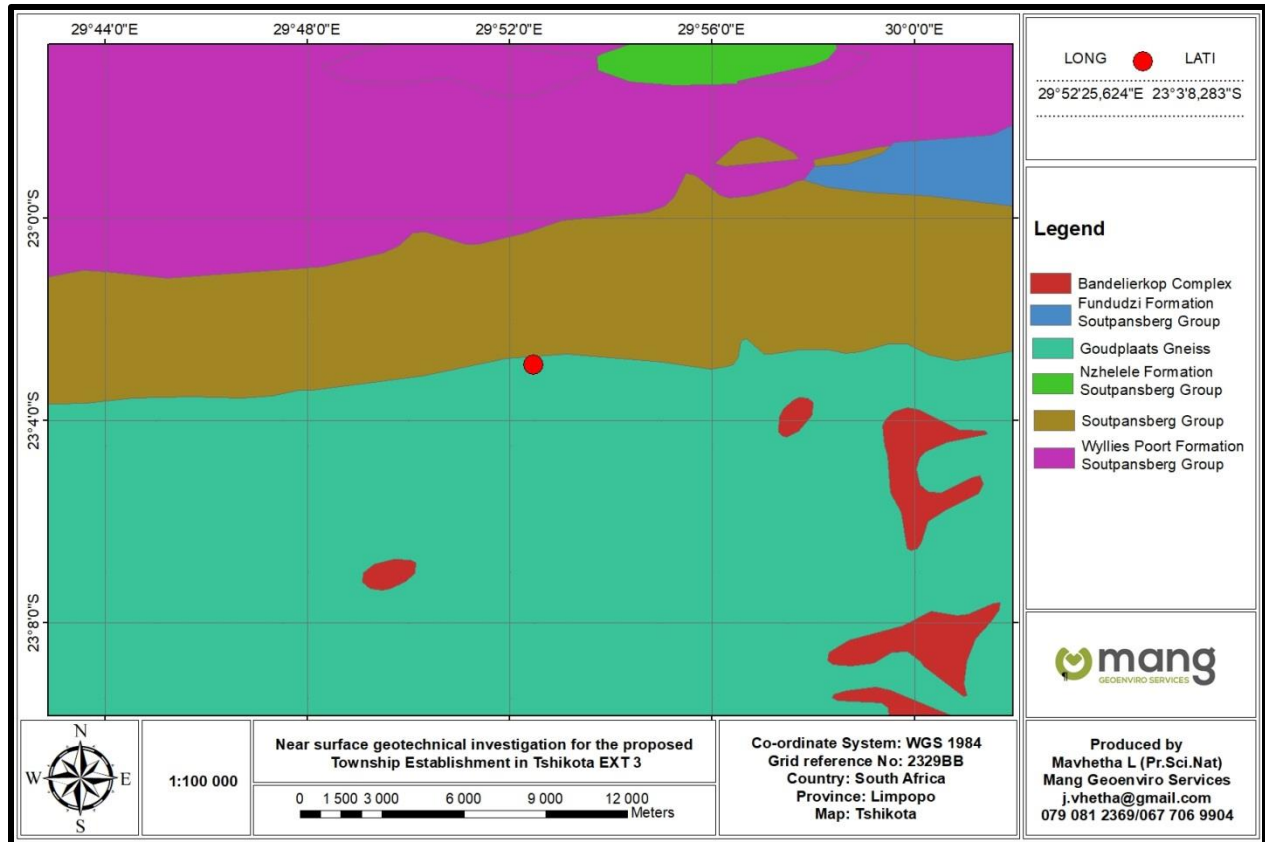 29°44'0"E 29°48'0"E 29°52'0"E 29°56'0"E 30°0'0"E
23°0'0"S
23°4'0"S
23°8'0"S
LONG LATI
29°52'25,624"E 23°3'8,283"S
Legend
Bandelierkop Complex
Fundudzi Formation
Soutpansberg Group
Goudplaats Gneiss
Nzhelele Formation
Soutpansberg Group
Soutpansberg Group
Wyllies Poort Formation
Soutpansberg Group
mang
GEOENVIRO SERVICES
N
W E
S
1:100 000
Near surface geotechnical investigation for the proposed
Township Establishment in Tshikota EXT 3
0 1 500 3 000 6 000 9 000 12 000
Meters
Co-ordinate System: WGS 1984
Grid reference No: 2329BB
Country: South Africa
Province: Limpopo
Map: Tshikota
Produced by
Mavhetha L (Pr.Sci.Nat)
Mang Geoenviro Services
j.vhetha@gmail.com
079 081 2369/067 706 9904